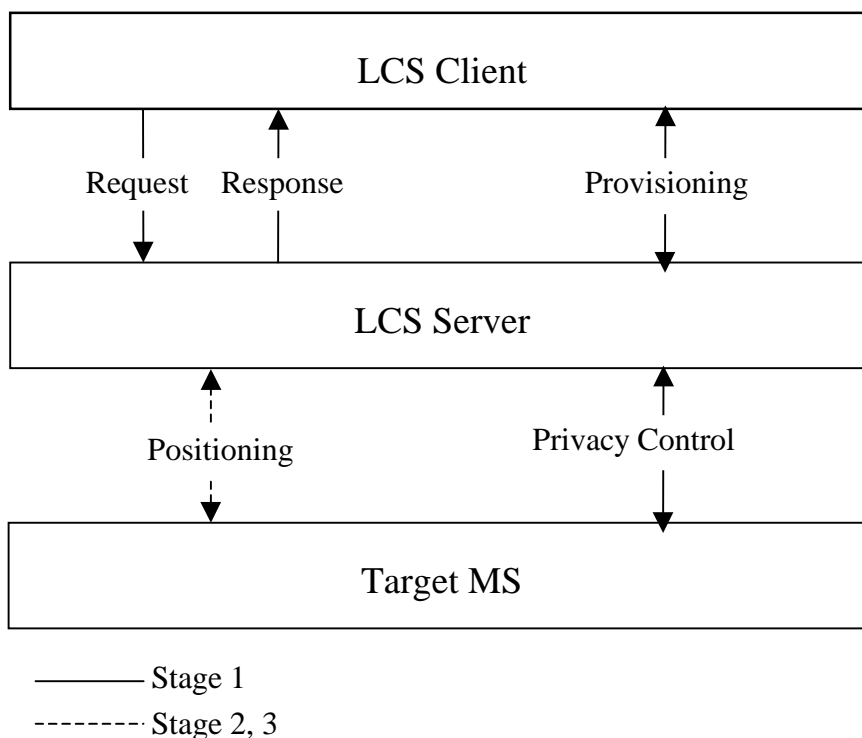 LCS Client
Request Response Provisioning
LCS Server
Positioning Privacy Control
Target MS
Stage 1
Stage 2, 3